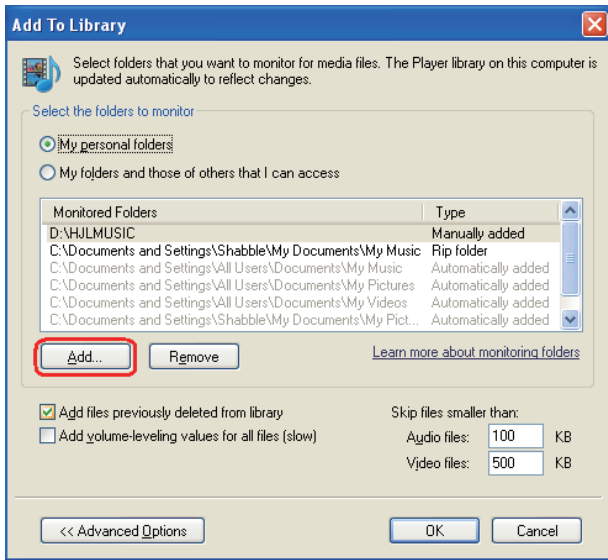 Add To Library
Select folders that you want to monitor for media files. The Player library on this computer is
updated automatically to reflect changes.
Select the folders to monitor
My personal folders
My folders and those of others that I can access
Monitored Folders Type
D:\HJLMUSIC Manually added
C:\Documents and Settings\Shabble\My Documents\My Music Rip folder
C:\Documents and Settings\All Users\Documents\My Music Automatically added
C:\Documents and Settings\All Users\Documents\My Pictures Automatically added
C:\Documents and Settings\All Users\Documents\My Videos Automatically added
C:\Documents and Settings\Shabble\My Documents\My Pict... Automatically added
Add... Remove Learn more about monitoring folders
Add files previously deleted from library Skip files smaller than:
Add volume-leveling values for all files (slow) Audio files: 100 KB
Video files: 500 KB
<< Advanced Options OK Cancel